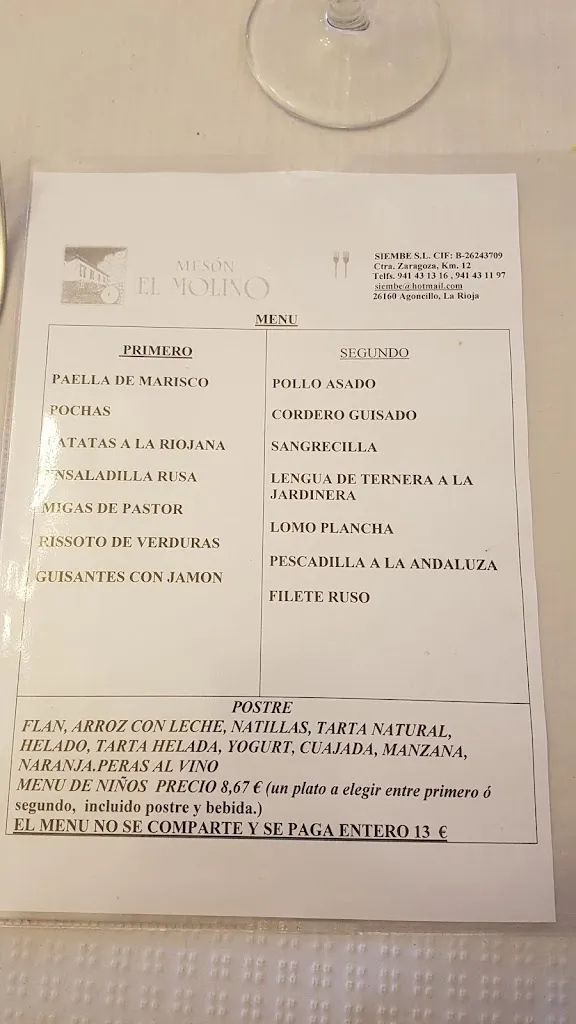 MESÓN
EL MOLINO
SIEMBE S.L. CIF: B-26243709
Ctra. Zaragoza, Km. 12
Telfs. 941 43 13 16 , 941 43 11 97
siembe@hotmail.com
26160 Agoncillo, La Rioja
MENU
PRIMERO
PAELLA DE MARISCO
POCHAS
PATATAS A LA RIOJANA
ENSALADILLA RUSA
MIGAS DE PASTOR
RISSOTO DE VERDURAS
GUISANTES CON JAMON
SEGUNDO
POLLO ASADO
CORDERO GUISADO
SANGRECILLA
LENGUA DE TERNERA A LA
JARDINERA
LOMO PLANCHA
PESCADILLA A LA ANDALUZA
FILETE RUSO
POSTRE
FLAN, ARROZ CON LECHE, NATILLAS, TARTA NATURAL,
HELADO, TARTA HELADA, YOGURT, CUAJADA, MANZANA,
NARANJA.PERAS AL VINO
MENU DE NIÑOS PRECIO 8,67 € (un plato a elegir entre primero ó
segundo, incluido postre y bebida.)
EL MENU NO SE COMPARTE Y SE PAGA ENTERO 13 €